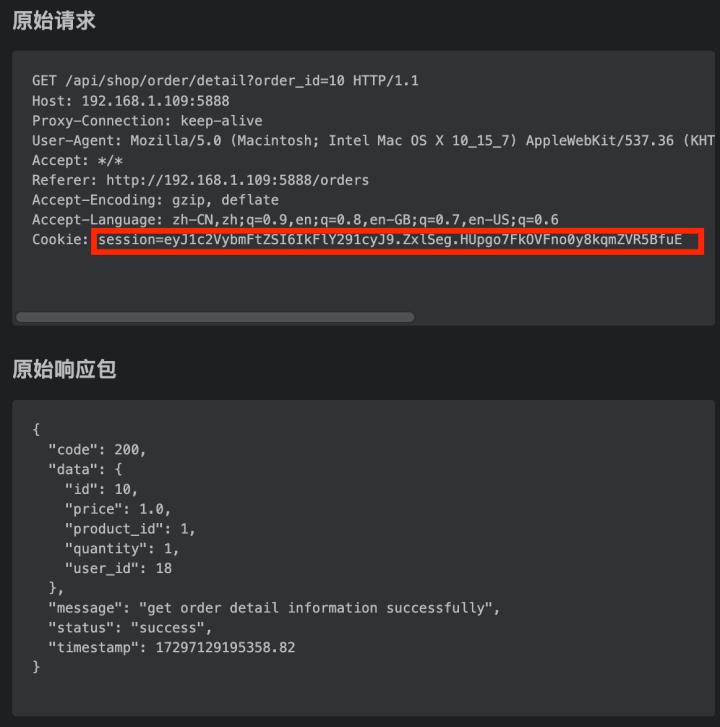 原始请求
GET /api/shop/order/detail?order_id=10 HTTP/1.1
Host: 192.168.1.109:5888
Proxy-Connection: keep-alive
User-Agent: Mozilla/5.0 (Macintosh; Intel Mac OS X 10_15_7) AppleWebKit/537.36 (KHT
Accept: */*
Referer: http://192.168.1.109:5888/orders
Accept-Encoding: gzip, deflate
Accept-Language: zh-CN,zh;q=0.9,en;q=0.8,en-GB;q=0.7,en-US;q=0.6
Cookie: session=eyJ1c2VybmFtZSI6IkFlY291cyJ9.ZxlSeg.HUpgo7FkOVFno0y8kqmZVR5BfuE
原始响应包
{
  "code": 200,
  "data": {
    "id": 10,
    "price": 1.0,
    "product_id": 1,
    "quantity": 1,
    "user_id": 18
  },
  "message": "get order detail information successfully",
  "status": "success",
  "timestamp": 17297129195358.82
}